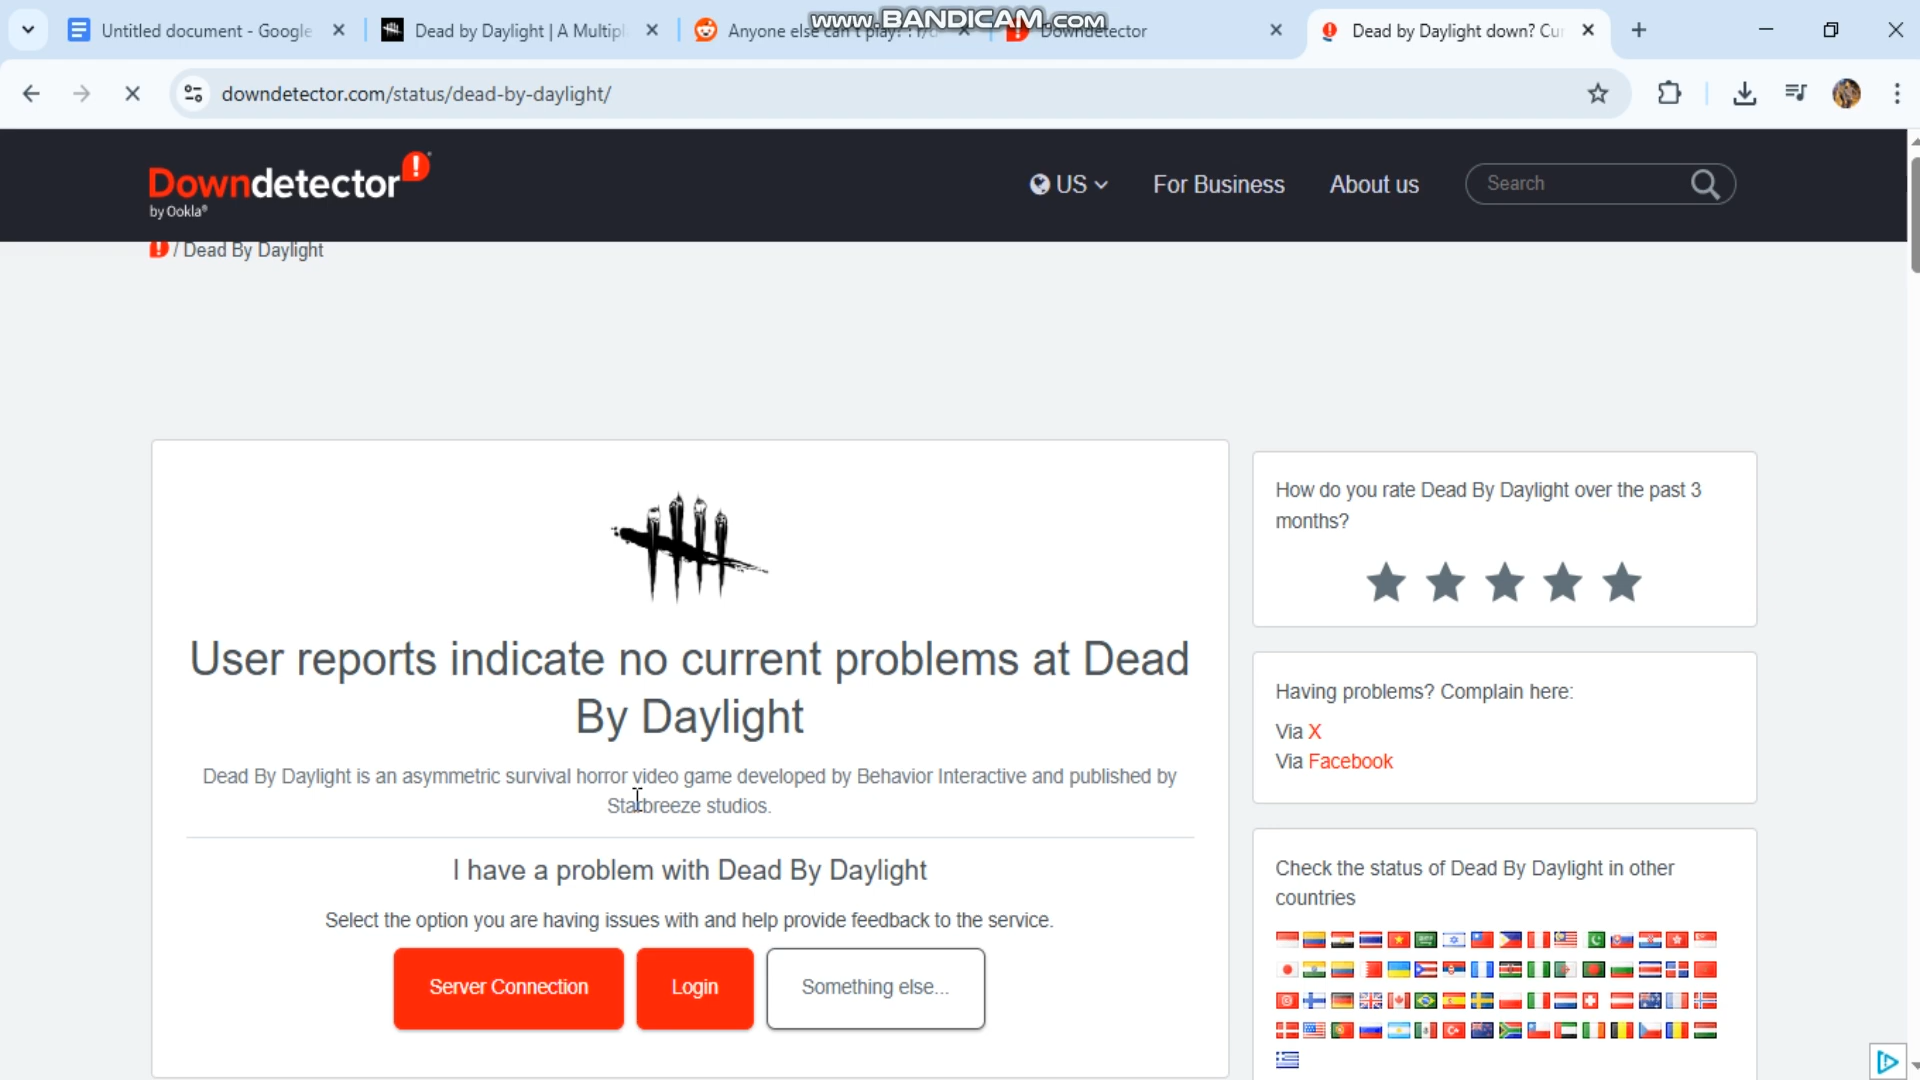 www.BANDICAM.com
Untitled document - Google
Dead by Daylight | A Multipl
Anyone else can't play? : r/d
Downdetector
Dead by Daylight down? Cur
downdetector.com/status/dead-by-daylight/
Downdetector
by Ookla®
US
For Business
About us
Search
/ Dead By Daylight
User reports indicate no current problems at Dead
By Daylight
Dead By Daylight is an asymmetric survival horror video game developed by Behavior Interactive and published by
Starbreeze studios.
I have a problem with Dead By Daylight
Select the option you are having issues with and help provide feedback to the service.
Server Connection
Login
Something else...
How do you rate Dead By Daylight over the past 3
months?
Having problems? Complain here:
Via X
Via Facebook
Check the status of Dead By Daylight in other
countries